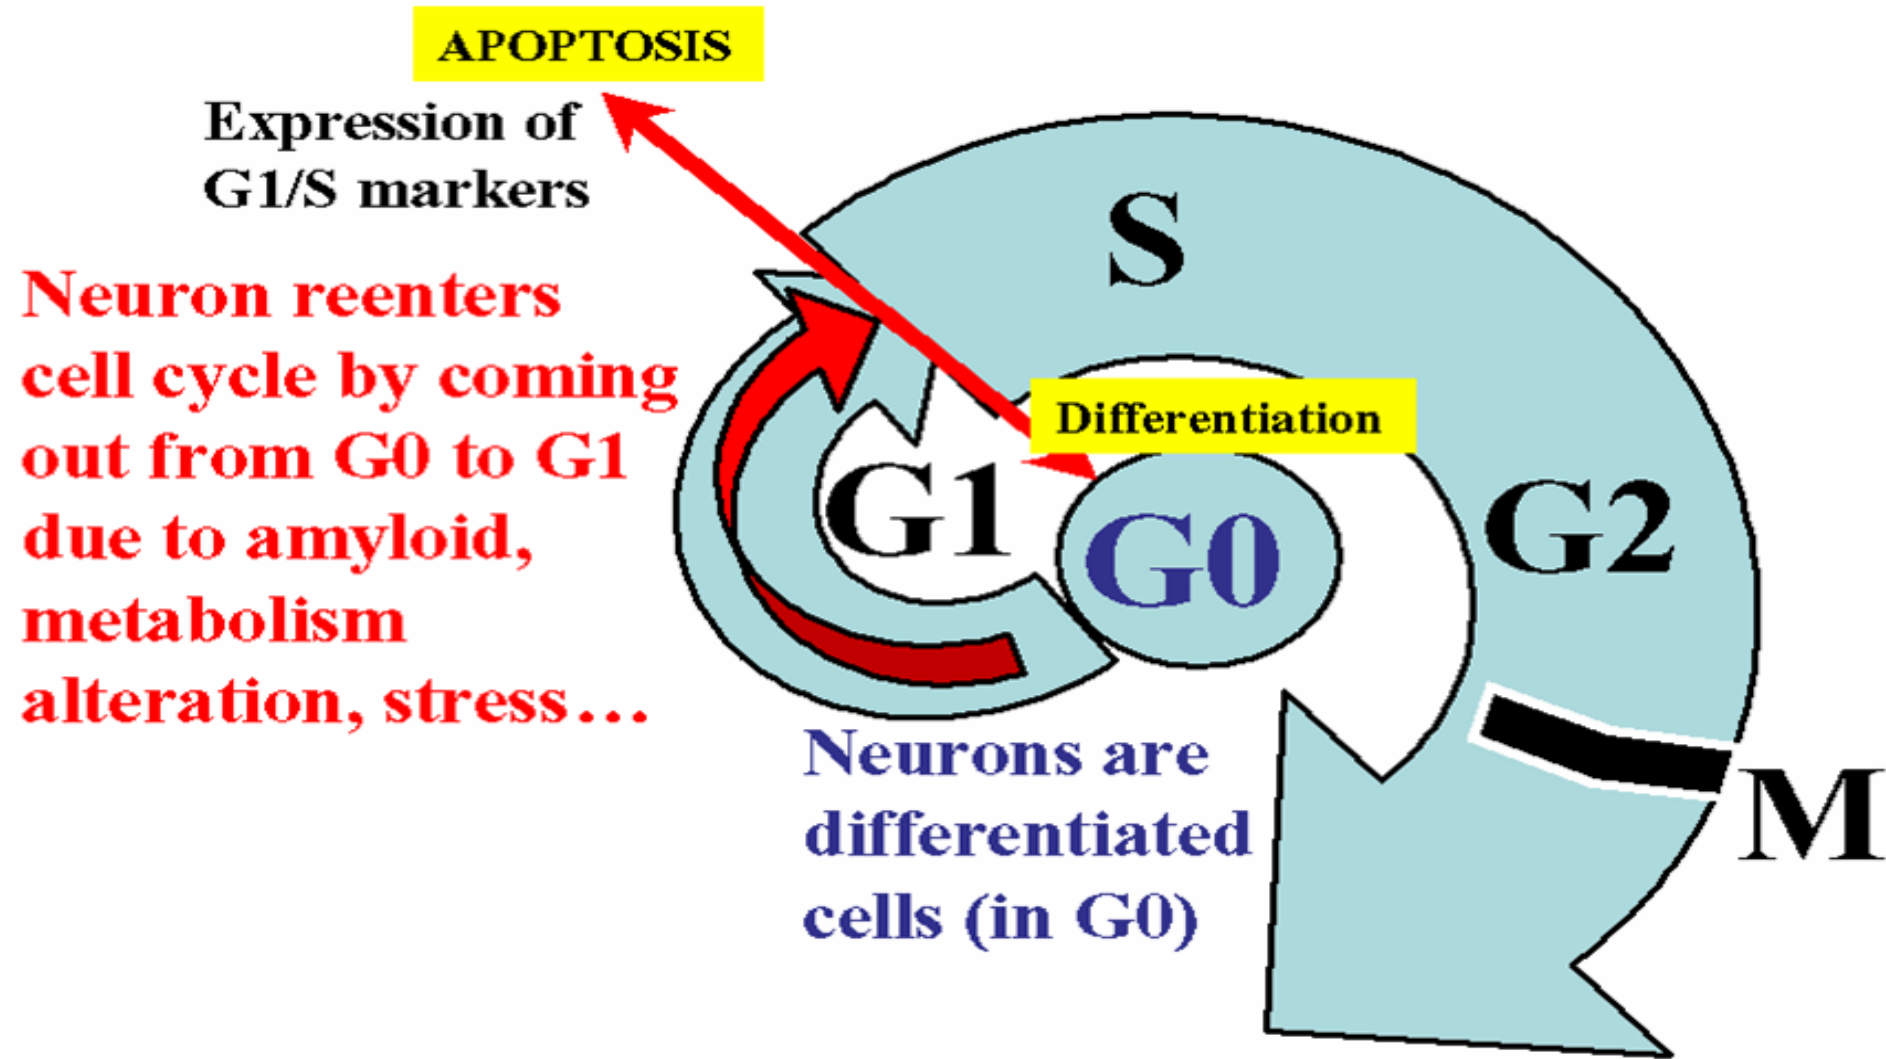 APOPTOSIS
Expression of
G1/S markers
Neuron reenters
cell cycle by coming
out from G0 to G1
due to amyloid,
metabolism
alteration, stress…
S
Differentiation
G1
G0
G2
M
Neurons are
differentiated
cells (in G0)